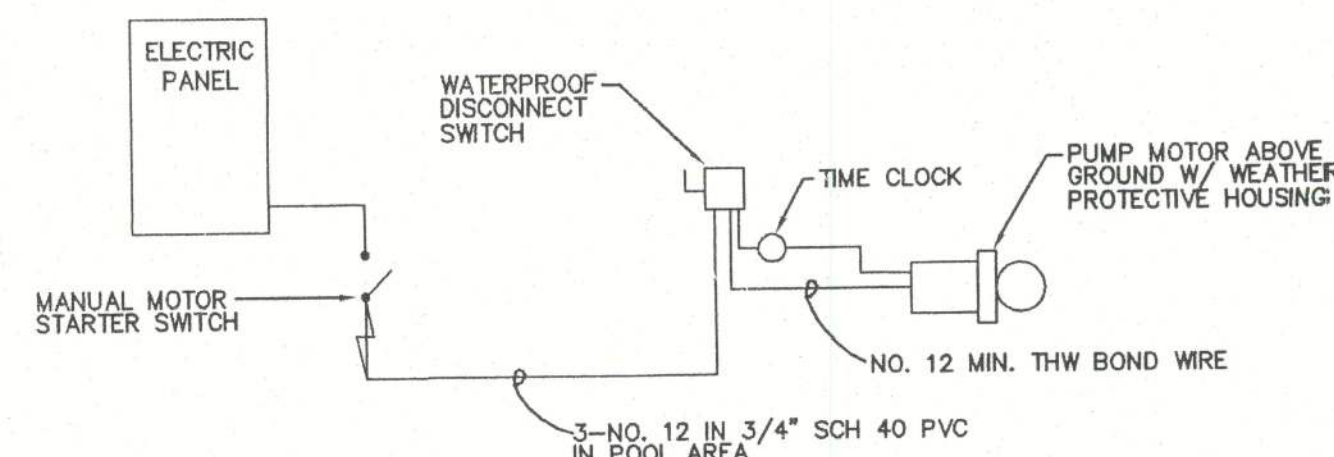 ELECTRIC
PANEL
WATERPROOF
DISCONNECT
SWITCH
TIME CLOCK
PUMP MOTOR ABOVE
GROUND W/ WEATHER
PROTECTIVE HOUSING
MANUAL MOTOR
STARTER SWITCH
NO. 12 MIN. THW BOND WIRE
3-NO. 12 IN 3/4" SCH 40 PVC
IN POOL AREA